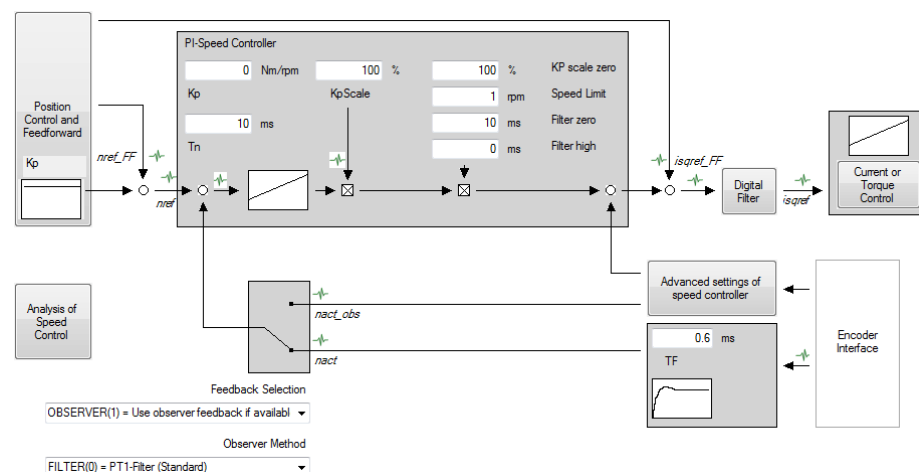 PI-Speed Controller
0 Nm/rpm 100 % 100 % KP scale zero
Kp KpScale 1 rpm Speed Limit
10 ms 10 ms Filter zero
Tn 0 ms Filter high
Position
Control and
Feedforward
Kp
nref_FF
nref
isqref_FF
Digital
Filter
isqref
Current or
Torque
Control
Analysis of
Speed
Control
nact_obs
nact
Advanced settings of
speed controller
0.6 ms
TF
Encoder
Interface
Feedback Selection
OBSERVER(1) = Use observer feedback if availabl
Observer Method
FILTER(0) = PT1-Filter (Standard)